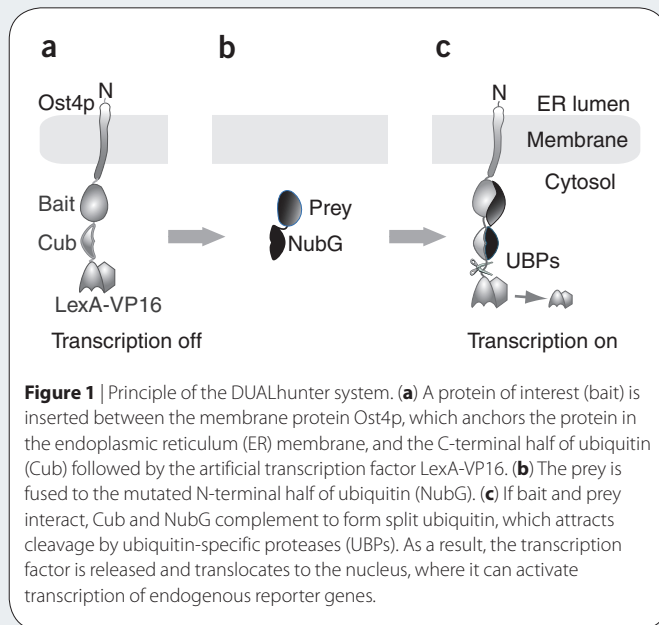 a
b
c
N
Ost4p
Bait
Cub
LexA-VP16
Transcription off
Prey
NubG
N
ER lumen
Membrane
Cytosol
UBPs
Transcription on
Figure 1 | Principle of the DUALhunter system. (a) A protein of interest (bait) is
inserted between the membrane protein Ost4p, which anchors the protein in
the endoplasmic reticulum (ER) membrane, and the C-terminal half of ubiquitin
(Cub) followed by the artificial transcription factor LexA-VP16. (b) The prey is
fused to the mutated N-terminal half of ubiquitin (NubG). (c) If bait and prey
interact, Cub and NubG complement to form split ubiquitin, which attracts
cleavage by ubiquitin-specific proteases (UBPs). As a result, the transcription
factor is released and translocates to the nucleus, where it can activate
transcription of endogenous reporter genes.